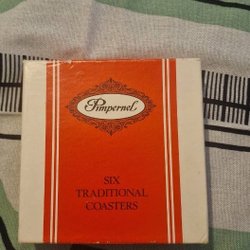 Pimpernel
SIX
TRADITIONAL
COASTERS